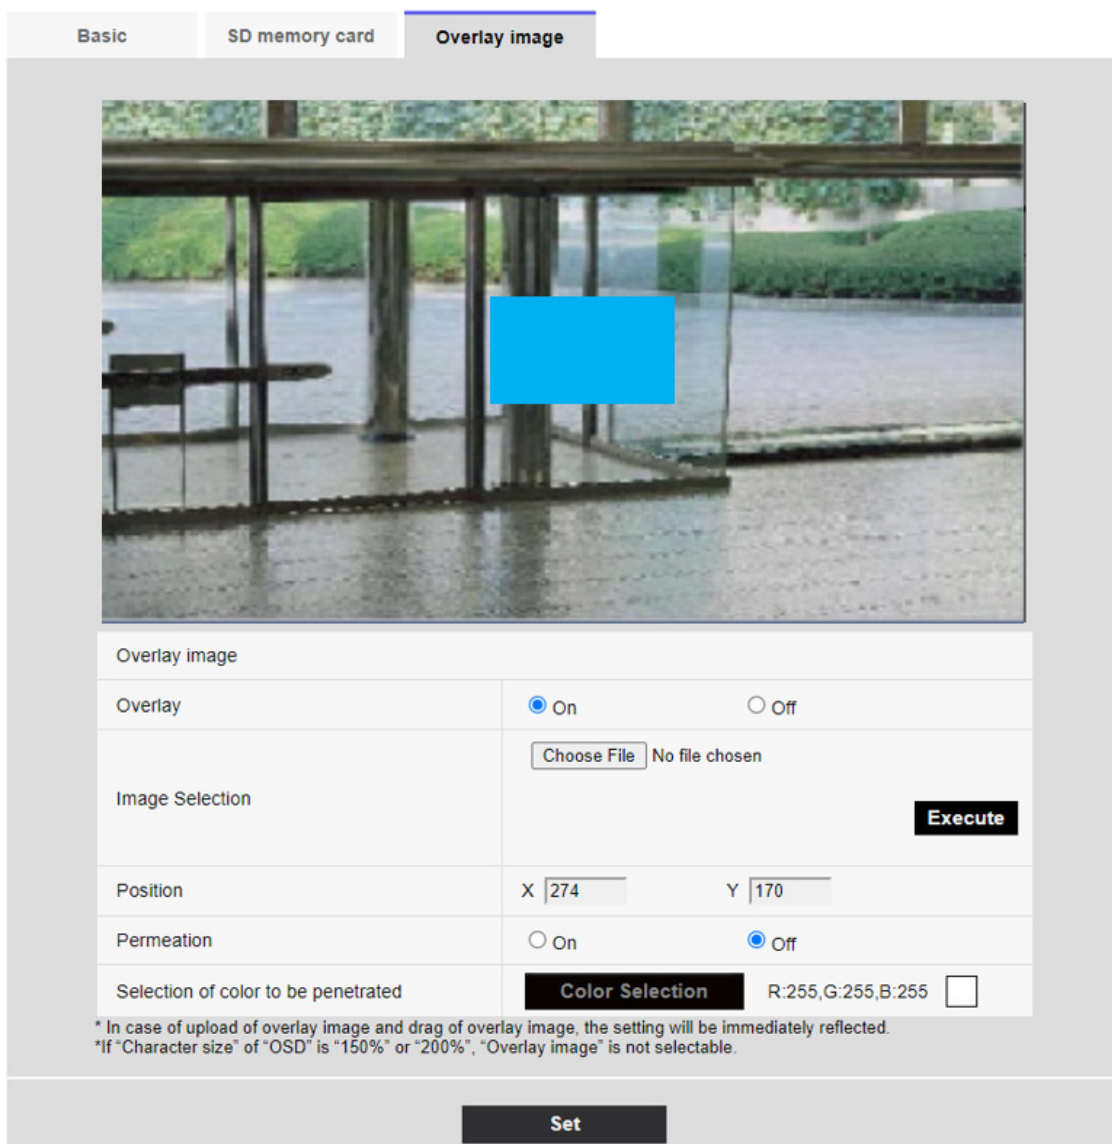 Basic SD memory card Overlay image
Overlay image
Overlay On Off
Choose File No file chosen
Image Selection
Execute
Position X 274 Y 170
Permeation On Off
Selection of color to be penetrated Color Selection R:255,G:255,B:255
* In case of upload of overlay image and drag of overlay image, the setting will be immediately reflected.
*If “Character size” of “OSD” is “150%” or “200%”, “Overlay image” is not selectable.
Set